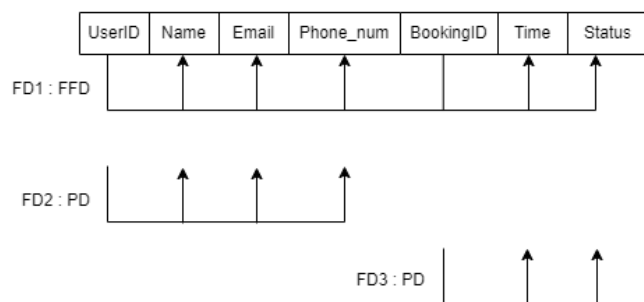 UserID Name Email Phone_num BookingID Time Status
FD1 : FFD
FD2 : PD
FD3 : PD